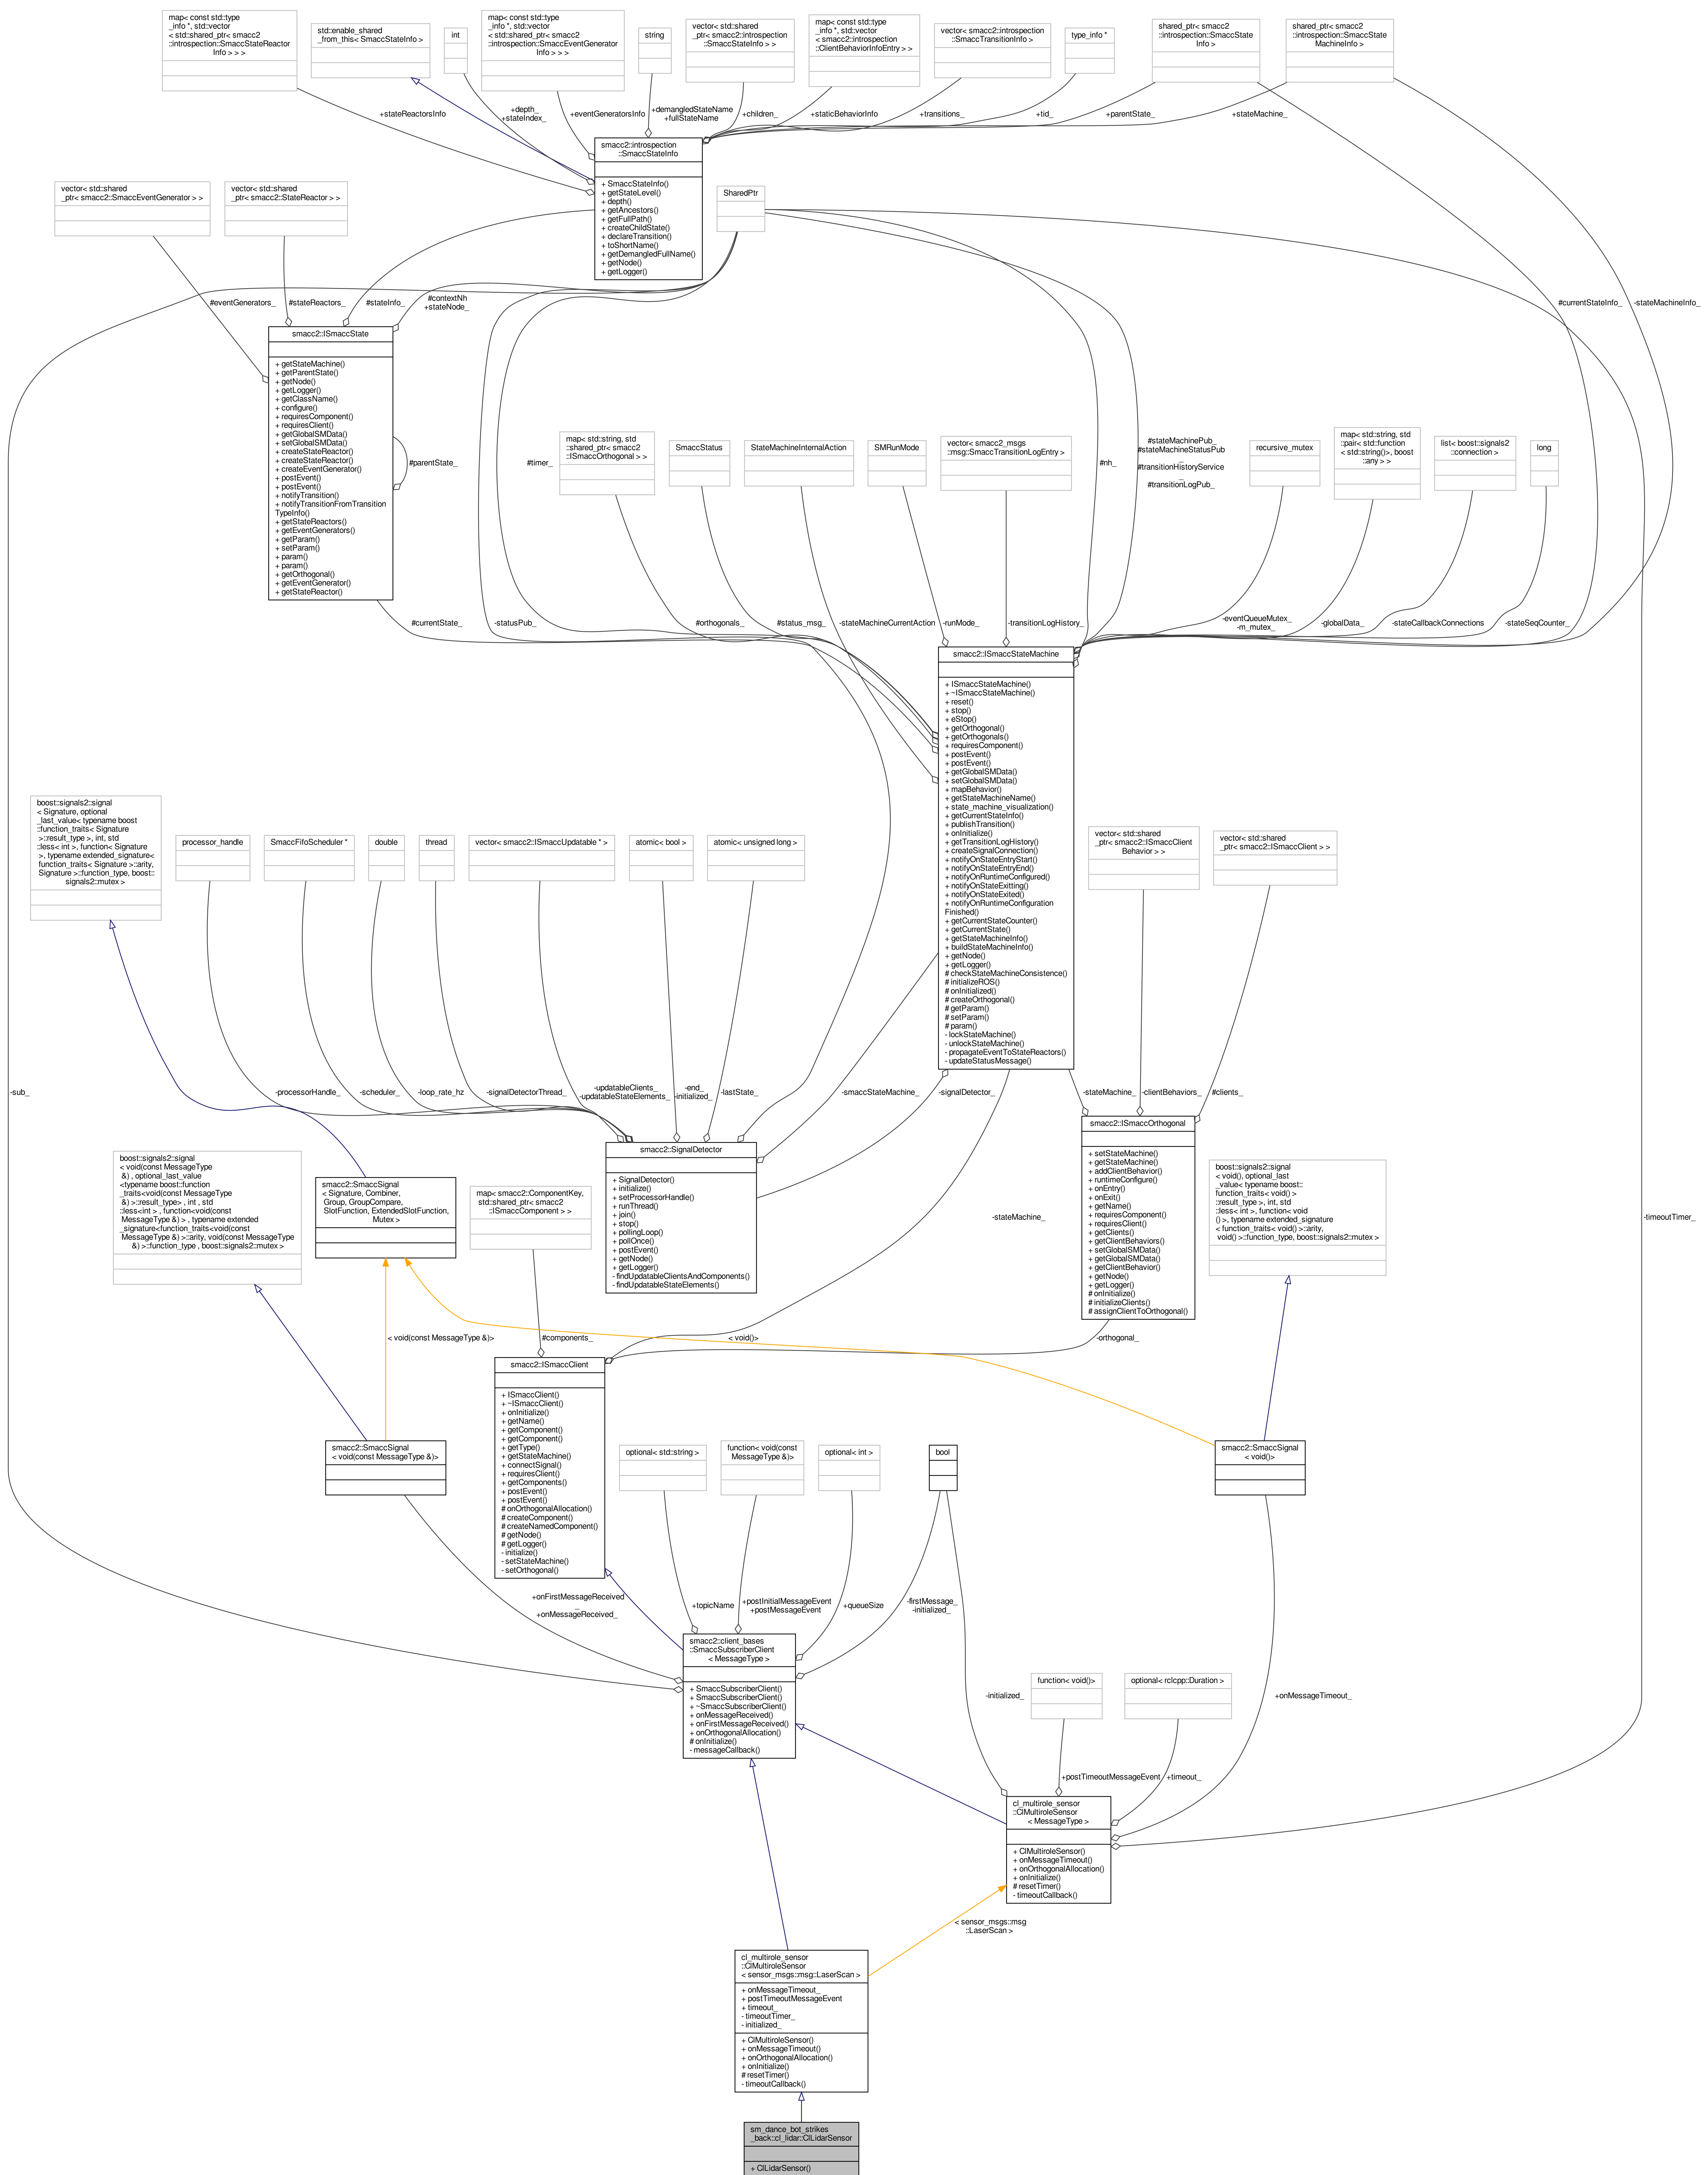 map< const std::type
_info *, std::vector
< std::shared_ptr< smacc2
::introspection::SmaccStateReactor
Info > > >
std::enable_shared
_from_this< SmaccStateInfo >
int
map< const std::type
_info *, std::vector
< std::shared_ptr< smacc2
::introspection::SmaccEventGenerator
Info > > >
string
vector< std::shared
_ptr< smacc2::introspection
::SmaccStateInfo > >
map< const std::type
_info *, std::vector
< smacc2::introspection
::ClientBehaviorInfoEntry > >
vector< smacc2::introspection
::SmaccTransitionInfo >
type_info *
shared_ptr< smacc2
::introspection::SmaccState
Info >
shared_ptr< smacc2
::introspection::SmaccState
MachineInfo >
+stateReactorsInfo
+depth_
+stateIndex_
+eventGeneratorsInfo
+demangledStateName
+fullStateName
+children_
+staticBehaviorInfo
+transitions_
+tid_
+parentState_
+stateMachine_
smacc2::introspection
::SmaccStateInfo
+ SmaccStateInfo()
+ getStateLevel()
+ depth()
+ getAncestors()
+ getFullPath()
+ createChildState()
+ declareTransition()
+ toShortName()
+ getDemangledFullName()
+ getNode()
+ getLogger()
vector< std::shared
_ptr< smacc2::SmaccEventGenerator > >
vector< std::shared
_ptr< smacc2::StateReactor > >
SharedPtr
#eventGenerators_
#stateReactors_
#stateInfo_
#contextNh
+stateNode_
#currentStateInfo_
-stateMachineInfo_
smacc2::ISmaccState
+ getStateMachine()
+ getParentState()
+ getNode()
+ getLogger()
+ getClassName()
+ configure()
+ requiresComponent()
+ requiresClient()
+ getGlobalSMData()
+ setGlobalSMData()
+ createStateReactor()
+ createStateReactor()
+ createEventGenerator()
+ postEvent()
+ postEvent()
+ notifyTransition()
+ notifyTransitionFromTransition
TypeInfo()
+ getStateReactors()
+ getEventGenerators()
+ getParam()
+ setParam()
+ param()
+ param()
+ getOrthogonal()
+ getEventGenerator()
+ getStateReactor()
#parentState_
#timer_
map< std::string, std
::shared_ptr< smacc2
::ISmaccOrthogonal > >
SmaccStatus
StateMachineInternalAction
SMRunMode
vector< smacc2_msgs
::msg::SmaccTransitionLogEntry >
#nh_
#stateMachinePub_
#stateMachineStatusPub
_
#transitionHistoryService
_
#transitionLogPub_
recursive_mutex
map< std::string, std
::pair< std::function
< std::string()>, boost
::any > >
list< boost::signals2
::connection >
long
#currentState_
-statusPub_
#orthogonals_
#status_msg_
-stateMachineCurrentAction
-runMode_
-transitionLogHistory_
-eventQueueMutex_
-m_mutex_
-globalData_
-stateCallbackConnections
-stateSeqCounter_
smacc2::ISmaccStateMachine
+ ISmaccStateMachine()
+ ~ISmaccStateMachine()
+ reset()
+ stop()
+ eStop()
+ getOrthogonal()
+ getOrthogonals()
+ requiresComponent()
+ postEvent()
+ postEvent()
+ getGlobalSMData()
+ setGlobalSMData()
+ mapBehavior()
+ getStateMachineName()
+ state_machine_visualization()
+ getCurrentStateInfo()
+ publishTransition()
+ onInitialize()
+ getTransitionLogHistory()
+ createSignalConnection()
+ notifyOnStateEntryStart()
+ notifyOnStateEntryEnd()
+ notifyOnRuntimeConfigured()
+ notifyOnStateExitting()
+ notifyOnStateExited()
+ notifyOnRuntimeConfiguration
Finished()
+ getCurrentStateCounter()
+ getCurrentState()
+ getStateMachineInfo()
+ buildStateMachineInfo()
+ getNode()
+ getLogger()
# checkStateMachineConsistence()
# initializeROS()
# onInitialized()
# createOrthogonal()
# getParam()
# setParam()
# param()
- lockStateMachine()
- unlockStateMachine()
- propagateEventToStateReactors()
- updateStatusMessage()
boost::signals2::signal
< Signature, optional
_last_value< typename boost
::function_traits< Signature
>::result_type >, int, std
::less< int >, function< Signature
>, typename extended_signature<
function_traits< Signature >::arity,
Signature >::function_type, boost::
signals2::mutex >
processor_handle
SmaccFifoScheduler *
double
thread
vector< smacc2::ISmaccUpdatable * >
atomic< bool >
atomic< unsigned long >
vector< std::shared
_ptr< smacc2::ISmaccClient
Behavior > >
vector< std::shared
_ptr< smacc2::ISmaccClient > >
-sub_
-processorHandle_
-scheduler_
-loop_rate_hz
-signalDetectorThread_
-updatableClients_
-updatableStateElements_
-end_
-initialized_
-lastState_
-smaccStateMachine_
-signalDetector_
-stateMachine_
-clientBehaviors_
#clients_
smacc2::ISmaccOrthogonal
+ setStateMachine()
+ getStateMachine()
+ addClientBehavior()
+ runtimeConfigure()
+ onEntry()
+ onExit()
+ getName()
+ requiresComponent()
+ requiresClient()
+ getClients()
+ getClientBehaviors()
+ setGlobalSMData()
+ getGlobalSMData()
+ getClientBehavior()
+ getNode()
+ getLogger()
# onInitialize()
# initializeClients()
# assignClientToOrthogonal()
smacc2::SignalDetector
+ SignalDetector()
+ initialize()
+ setProcessorHandle()
+ runThread()
+ join()
+ stop()
+ pollingLoop()
+ pollOnce()
+ postEvent()
+ getNode()
+ getLogger()
- findUpdatableClientsAndComponents()
- findUpdatableStateElements()
boost::signals2::signal
< void(const MessageType
&) , optional_last_value
<typename boost::function
_traits<void(const MessageType
&) >::result_type> , int , std
::less<int > , function<void(const
MessageType &) > , typename extended
_signature<function_traits<void(const
MessageType &) >::arity, void(const MessageType
&) >::function_type , boost::signals2::mutex >
smacc2::SmaccSignal
< Signature, Combiner,
Group, GroupCompare,
SlotFunction, ExtendedSlotFunction,
Mutex >
map< smacc2::ComponentKey,
std::shared_ptr< smacc2
::ISmaccComponent > >
boost::signals2::signal
< void(), optional_last
_value< typename boost::
function_traits< void() >
::result_type >, int, std
::less< int >, function< void
() >, typename extended_signature
< function_traits< void() >::arity,
void() >::function_type, boost::signals2::mutex >
-stateMachine_
-timeoutTimer_
< void(const MessageType &)>
#components_
< void()>
-orthogonal_
smacc2::ISmaccClient
+ ISmaccClient()
+ ~ISmaccClient()
+ onInitialize()
+ getName()
+ getComponent()
+ getComponent()
+ getType()
+ getStateMachine()
+ connectSignal()
+ requiresClient()
+ getComponents()
+ postEvent()
+ postEvent()
# onOrthogonalAllocation()
# createComponent()
# createNamedComponent()
# getNode()
# getLogger()
- initialize()
- setStateMachine()
- setOrthogonal()
smacc2::SmaccSignal
< void(const MessageType &)>
optional< std::string >
function< void(const
MessageType &)>
optional< int >
bool
smacc2::SmaccSignal
< void()>
+onFirstMessageReceived
_
+onMessageReceived_
+topicName
+postInitialMessageEvent
+postMessageEvent
+queueSize
-firstMessage_
-initialized_
smacc2::client_bases
::SmaccSubscriberClient
< MessageType >
+ SmaccSubscriberClient()
+ SmaccSubscriberClient()
+ ~SmaccSubscriberClient()
+ onMessageReceived()
+ onFirstMessageReceived()
+ onOrthogonalAllocation()
# onInitialize()
- messageCallback()
-initialized_
function< void()>
optional< rclcpp::Duration >
+onMessageTimeout_
+postTimeoutMessageEvent
+timeout_
cl_multirole_sensor
::ClMultiroleSensor
< MessageType >
+ ClMultiroleSensor()
+ onMessageTimeout()
+ onOrthogonalAllocation()
+ onInitialize()
# resetTimer()
- timeoutCallback()
< sensor_msgs::msg
::LaserScan >
cl_multirole_sensor
::ClMultiroleSensor
< sensor_msgs::msg::LaserScan >
+ onMessageTimeout_
+ postTimeoutMessageEvent
+ timeout_
- timeoutTimer_
- initialized_
+ ClMultiroleSensor()
+ onMessageTimeout()
+ onOrthogonalAllocation()
+ onInitialize()
# resetTimer()
- timeoutCallback()
sm_dance_bot_strikes
_back::cl_lidar::ClLidarSensor
+ ClLidarSensor()